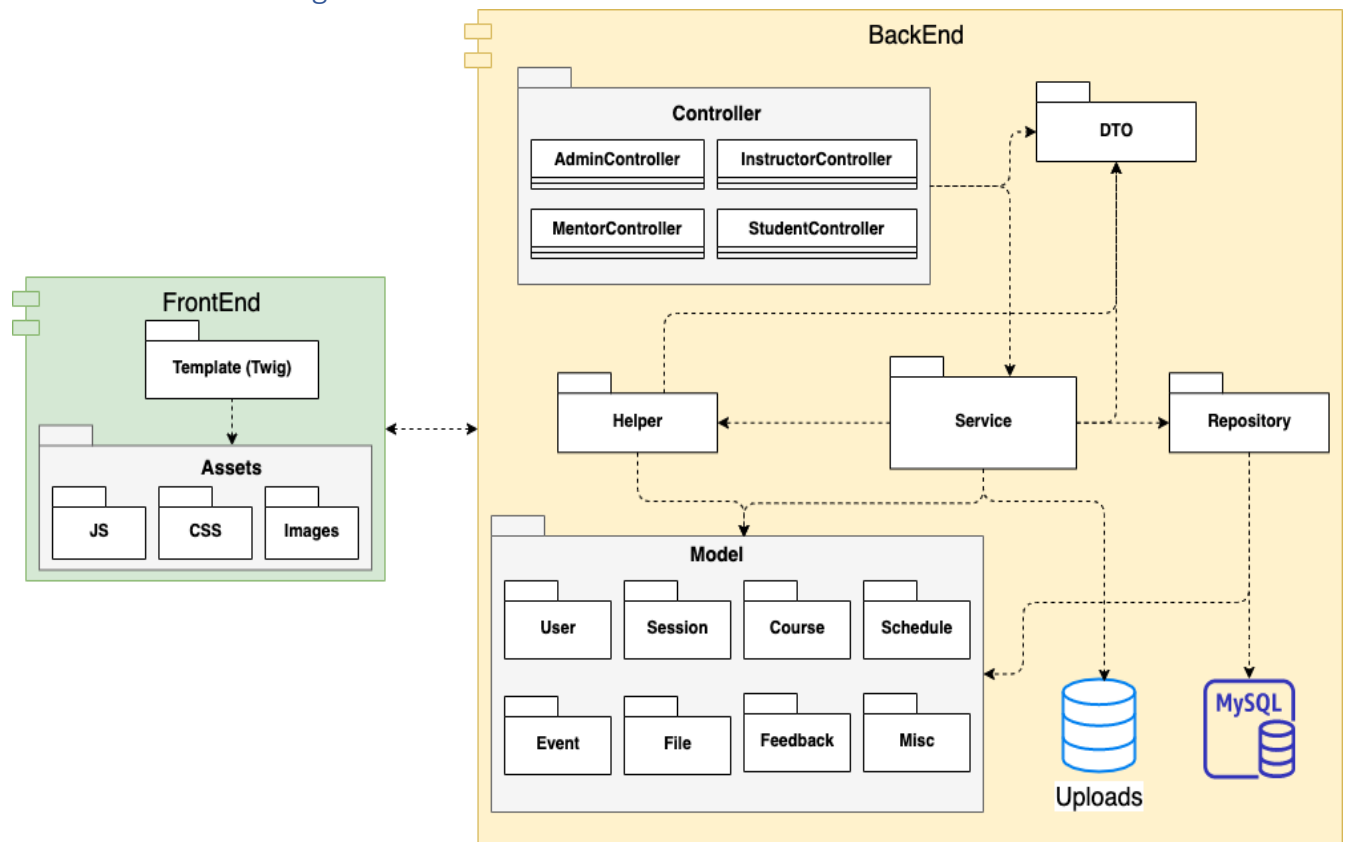 BackEnd
Controller
AdminController
InstructorController
MentorController
StudentController
DTO
FrontEnd
Template (Twig)
Assets
JS
CSS
Images
Helper
Service
Repository
Model
User
Session
Course
Schedule
Event
File
Feedback
Misc
Uploads
MySQL